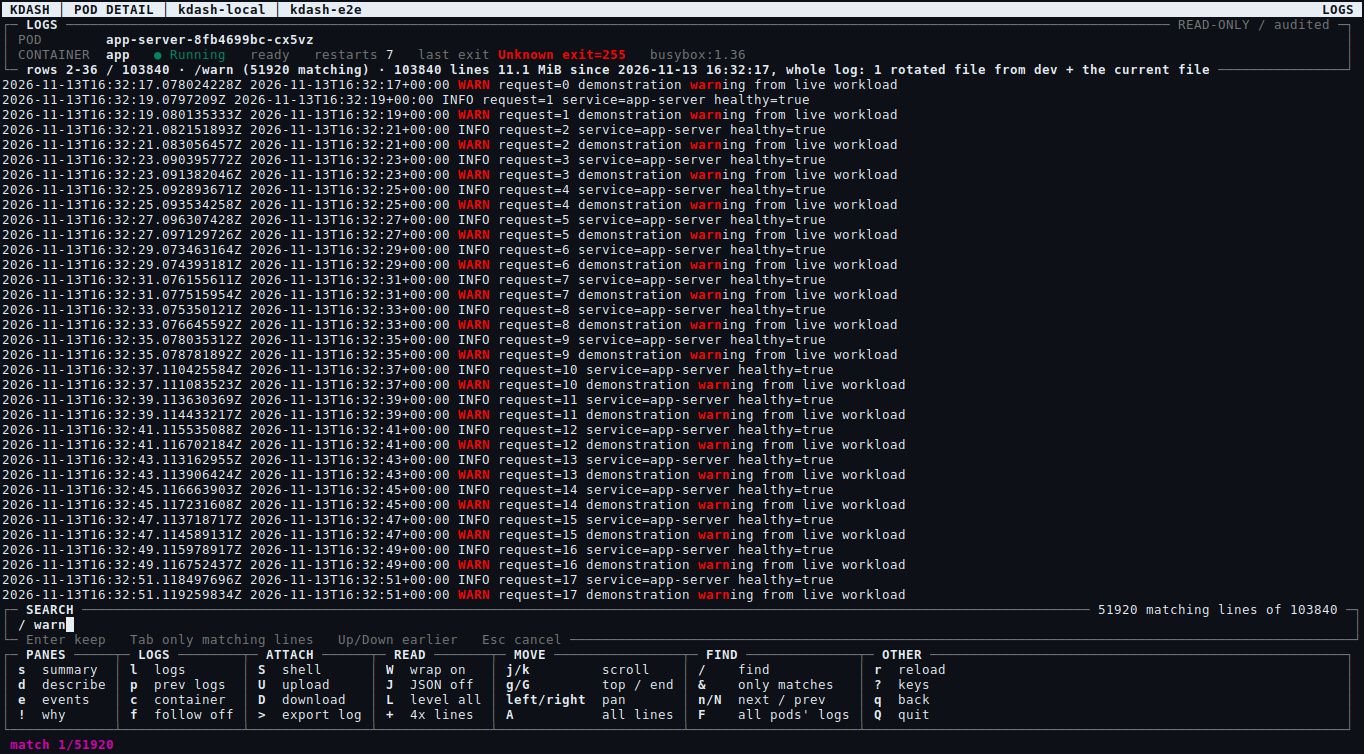 KDASH │ POD DETAIL │ kdash-local │ kdash-e2e LOGS
LOGS READ-ONLY / audited
POD app-server-8fb4699bc-cx5vz
CONTAINER app ● Running ready restarts 7 last exit Unknown exit=255 busybox:1.36
rows 2-36 / 103840 · /warn (51920 matching) · 103840 lines 11.1 MiB since 2026-11-13 16:32:17, whole log: 1 rotated file from dev + the current file
2026-11-13T16:32:17.078024228Z 2026-11-13T16:32:17+00:00 WARN request=0 demonstration warning from live workload
2026-11-13T16:32:19.0797209Z 2026-11-13T16:32:19+00:00 INFO request=1 service=app-server healthy=true
2026-11-13T16:32:19.080135333Z 2026-11-13T16:32:19+00:00 WARN request=1 demonstration warning from live workload
2026-11-13T16:32:21.082151893Z 2026-11-13T16:32:21+00:00 INFO request=2 service=app-server healthy=true
2026-11-13T16:32:21.083056457Z 2026-11-13T16:32:21+00:00 WARN request=2 demonstration warning from live workload
2026-11-13T16:32:23.090395772Z 2026-11-13T16:32:23+00:00 INFO request=3 service=app-server healthy=true
2026-11-13T16:32:23.091382046Z 2026-11-13T16:32:23+00:00 WARN request=3 demonstration warning from live workload
2026-11-13T16:32:25.092893671Z 2026-11-13T16:32:25+00:00 INFO request=4 service=app-server healthy=true
2026-11-13T16:32:25.093534258Z 2026-11-13T16:32:25+00:00 WARN request=4 demonstration warning from live workload
2026-11-13T16:32:27.096307428Z 2026-11-13T16:32:27+00:00 INFO request=5 service=app-server healthy=true
2026-11-13T16:32:27.097129726Z 2026-11-13T16:32:27+00:00 WARN request=5 demonstration warning from live workload
2026-11-13T16:32:29.073463164Z 2026-11-13T16:32:29+00:00 INFO request=6 service=app-server healthy=true
2026-11-13T16:32:29.074393181Z 2026-11-13T16:32:29+00:00 WARN request=6 demonstration warning from live workload
2026-11-13T16:32:31.076155611Z 2026-11-13T16:32:31+00:00 INFO request=7 service=app-server healthy=true
2026-11-13T16:32:31.077515954Z 2026-11-13T16:32:31+00:00 WARN request=7 demonstration warning from live workload
2026-11-13T16:32:33.075350121Z 2026-11-13T16:32:33+00:00 INFO request=8 service=app-server healthy=true
2026-11-13T16:32:33.076645592Z 2026-11-13T16:32:33+00:00 WARN request=8 demonstration warning from live workload
2026-11-13T16:32:35.078035312Z 2026-11-13T16:32:35+00:00 INFO request=9 service=app-server healthy=true
2026-11-13T16:32:35.078781892Z 2026-11-13T16:32:35+00:00 WARN request=9 demonstration warning from live workload
2026-11-13T16:32:37.110425584Z 2026-11-13T16:32:37+00:00 INFO request=10 service=app-server healthy=true
2026-11-13T16:32:37.111083523Z 2026-11-13T16:32:37+00:00 WARN request=10 demonstration warning from live workload
2026-11-13T16:32:39.113630369Z 2026-11-13T16:32:39+00:00 INFO request=11 service=app-server healthy=true
2026-11-13T16:32:39.114433217Z 2026-11-13T16:32:39+00:00 WARN request=11 demonstration warning from live workload
2026-11-13T16:32:41.115535088Z 2026-11-13T16:32:41+00:00 INFO request=12 service=app-server healthy=true
2026-11-13T16:32:41.116702184Z 2026-11-13T16:32:41+00:00 WARN request=12 demonstration warning from live workload
2026-11-13T16:32:43.113162955Z 2026-11-13T16:32:43+00:00 INFO request=13 service=app-server healthy=true
2026-11-13T16:32:43.113906424Z 2026-11-13T16:32:43+00:00 WARN request=13 demonstration warning from live workload
2026-11-13T16:32:45.116663903Z 2026-11-13T16:32:45+00:00 INFO request=14 service=app-server healthy=true
2026-11-13T16:32:45.117231608Z 2026-11-13T16:32:45+00:00 WARN request=14 demonstration warning from live workload
2026-11-13T16:32:47.113718717Z 2026-11-13T16:32:47+00:00 INFO request=15 service=app-server healthy=true
2026-11-13T16:32:47.114589131Z 2026-11-13T16:32:47+00:00 WARN request=15 demonstration warning from live workload
2026-11-13T16:32:49.115978917Z 2026-11-13T16:32:49+00:00 INFO request=16 service=app-server healthy=true
2026-11-13T16:32:49.116752437Z 2026-11-13T16:32:49+00:00 WARN request=16 demonstration warning from live workload
2026-11-13T16:32:51.118497696Z 2026-11-13T16:32:51+00:00 INFO request=17 service=app-server healthy=true
2026-11-13T16:32:51.119259834Z 2026-11-13T16:32:51+00:00 WARN request=17 demonstration warning from live workload
SEARCH 51920 matching lines of 103840
/ warn
Enter keep Tab only matching lines Up/Down earlier Esc cancel
PANES LOGS ATTACH READ MOVE FIND OTHER
s summary l logs S shell W wrap on j/k scroll / find r reload
d describe p prev logs U upload J JSON off g/G top / end & only matches ? keys
e events c container D download L level all left/right pan n/N next / prev q back
! why f follow off > export log + 4x lines A all lines F all pods' logs Q quit
match 1/51920